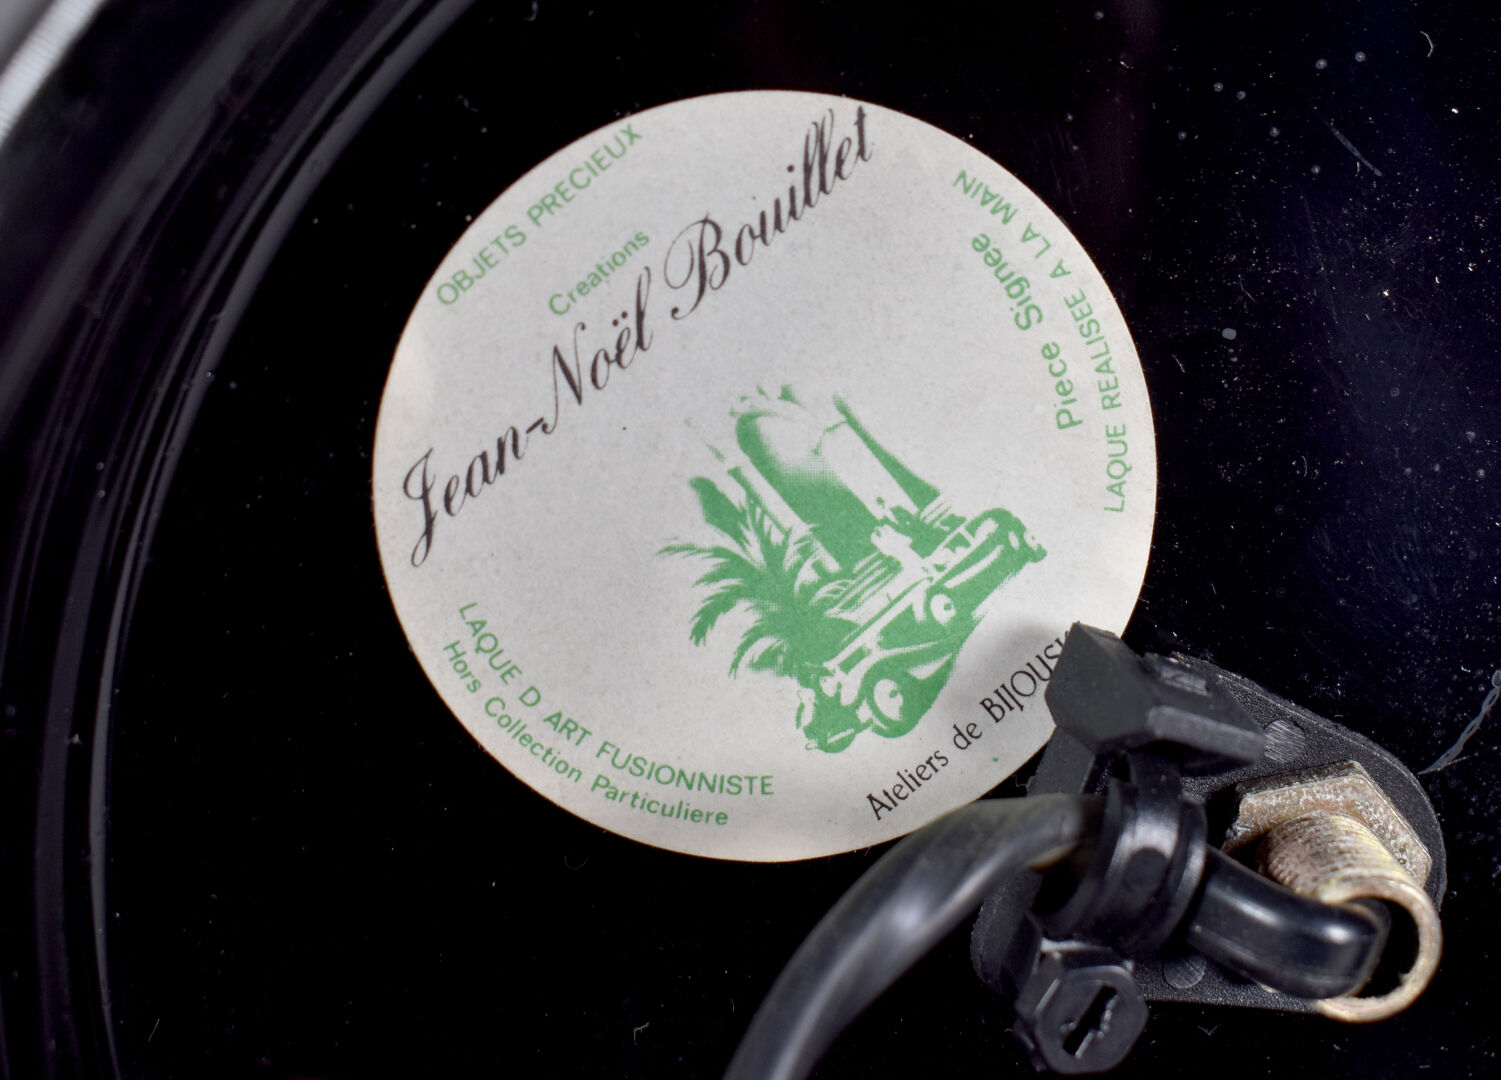 OBJETS PRECIEUX
Creations
Jean-Noël Bouillet
LAQUE REALISEE A LA MAIN
Piece Signee
LAQUE D ART FUSIONNISTE
Hors Collection Particuliere
Ateliers de